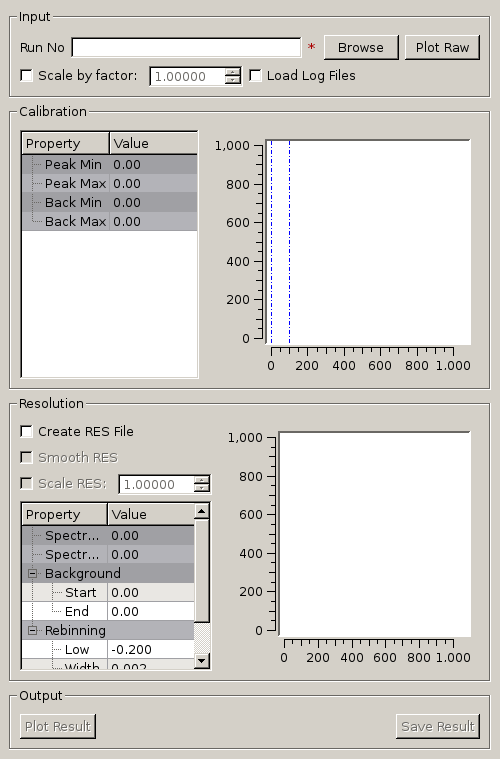 Input
Run No * Browse Plot Raw
Scale by factor: 1.00000 Load Log Files
Calibration
Property Value
Peak Min 0.00
Peak Max 0.00
Back Min 0.00
Back Max 0.00
1,000
800
600
400
200
0
0 200 400 600 800 1.000
Resolution
Create RES File
Smooth RES
Scale RES: 1.00000
Property Value
Spectr... 0.00
Spectr... 0.00
Background
Start 0.00
End 0.00
Rebinning
Low -0.200
Width 0.002
1,000
800
600
400
200
0
0 200 400 600 800 1.000
Output
Plot Result Save Result